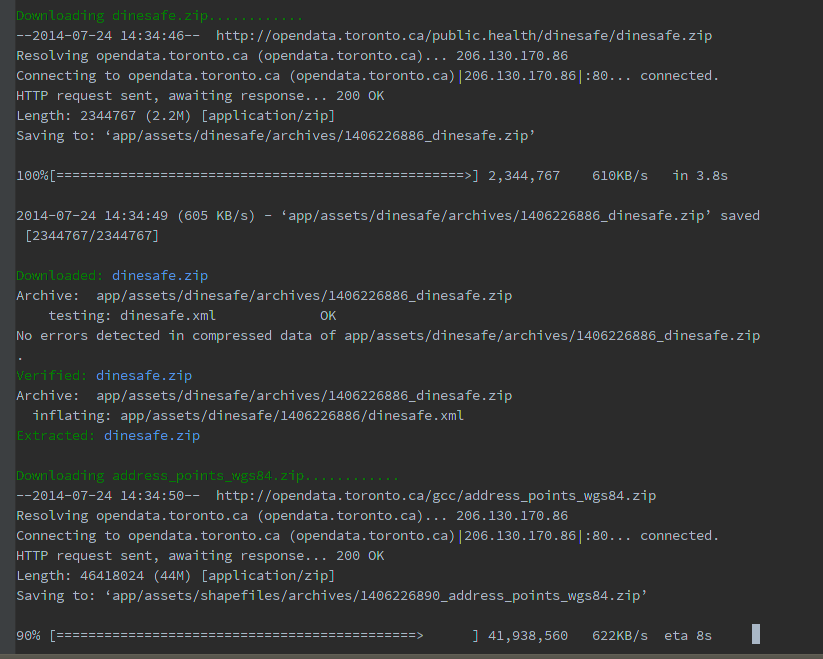 Downloading dinesafe.zip............
--2014-07-24 14:34:46--  http://opendata.toronto.ca/public.health/dinesafe/dinesafe.zip
Resolving opendata.toronto.ca (opendata.toronto.ca)... 206.130.170.86
Connecting to opendata.toronto.ca (opendata.toronto.ca)|206.130.170.86|:80... connected.
HTTP request sent, awaiting response... 200 OK
Length: 2344767 (2.2M) [application/zip]
Saving to: ‘app/assets/dinesafe/archives/1406226886_dinesafe.zip’
100%[===================================================>] 2,344,767    610KB/s   in 3.8s
2014-07-24 14:34:49 (605 KB/s) - ‘app/assets/dinesafe/archives/1406226886_dinesafe.zip’ saved
[2344767/2344767]
Downloaded: dinesafe.zip
Archive:  app/assets/dinesafe/archives/1406226886_dinesafe.zip
testing: dinesafe.xml             OK
No errors detected in compressed data of app/assets/dinesafe/archives/1406226886_dinesafe.zip
.
Verified: dinesafe.zip
Archive:  app/assets/dinesafe/archives/1406226886_dinesafe.zip
inflating: app/assets/dinesafe/1406226886/dinesafe.xml
Extracted: dinesafe.zip
Downloading address_points_wgs84.zip............
--2014-07-24 14:34:50--  http://opendata.toronto.ca/gcc/address_points_wgs84.zip
Resolving opendata.toronto.ca (opendata.toronto.ca)... 206.130.170.86
Connecting to opendata.toronto.ca (opendata.toronto.ca)|206.130.170.86|:80... connected.
HTTP request sent, awaiting response... 200 OK
Length: 46418024 (44M) [application/zip]
Saving to: ‘app/assets/shapefiles/archives/1406226890_address_points_wgs84.zip’
90% [=============================================>      ] 41,938,560   622KB/s  eta 8s